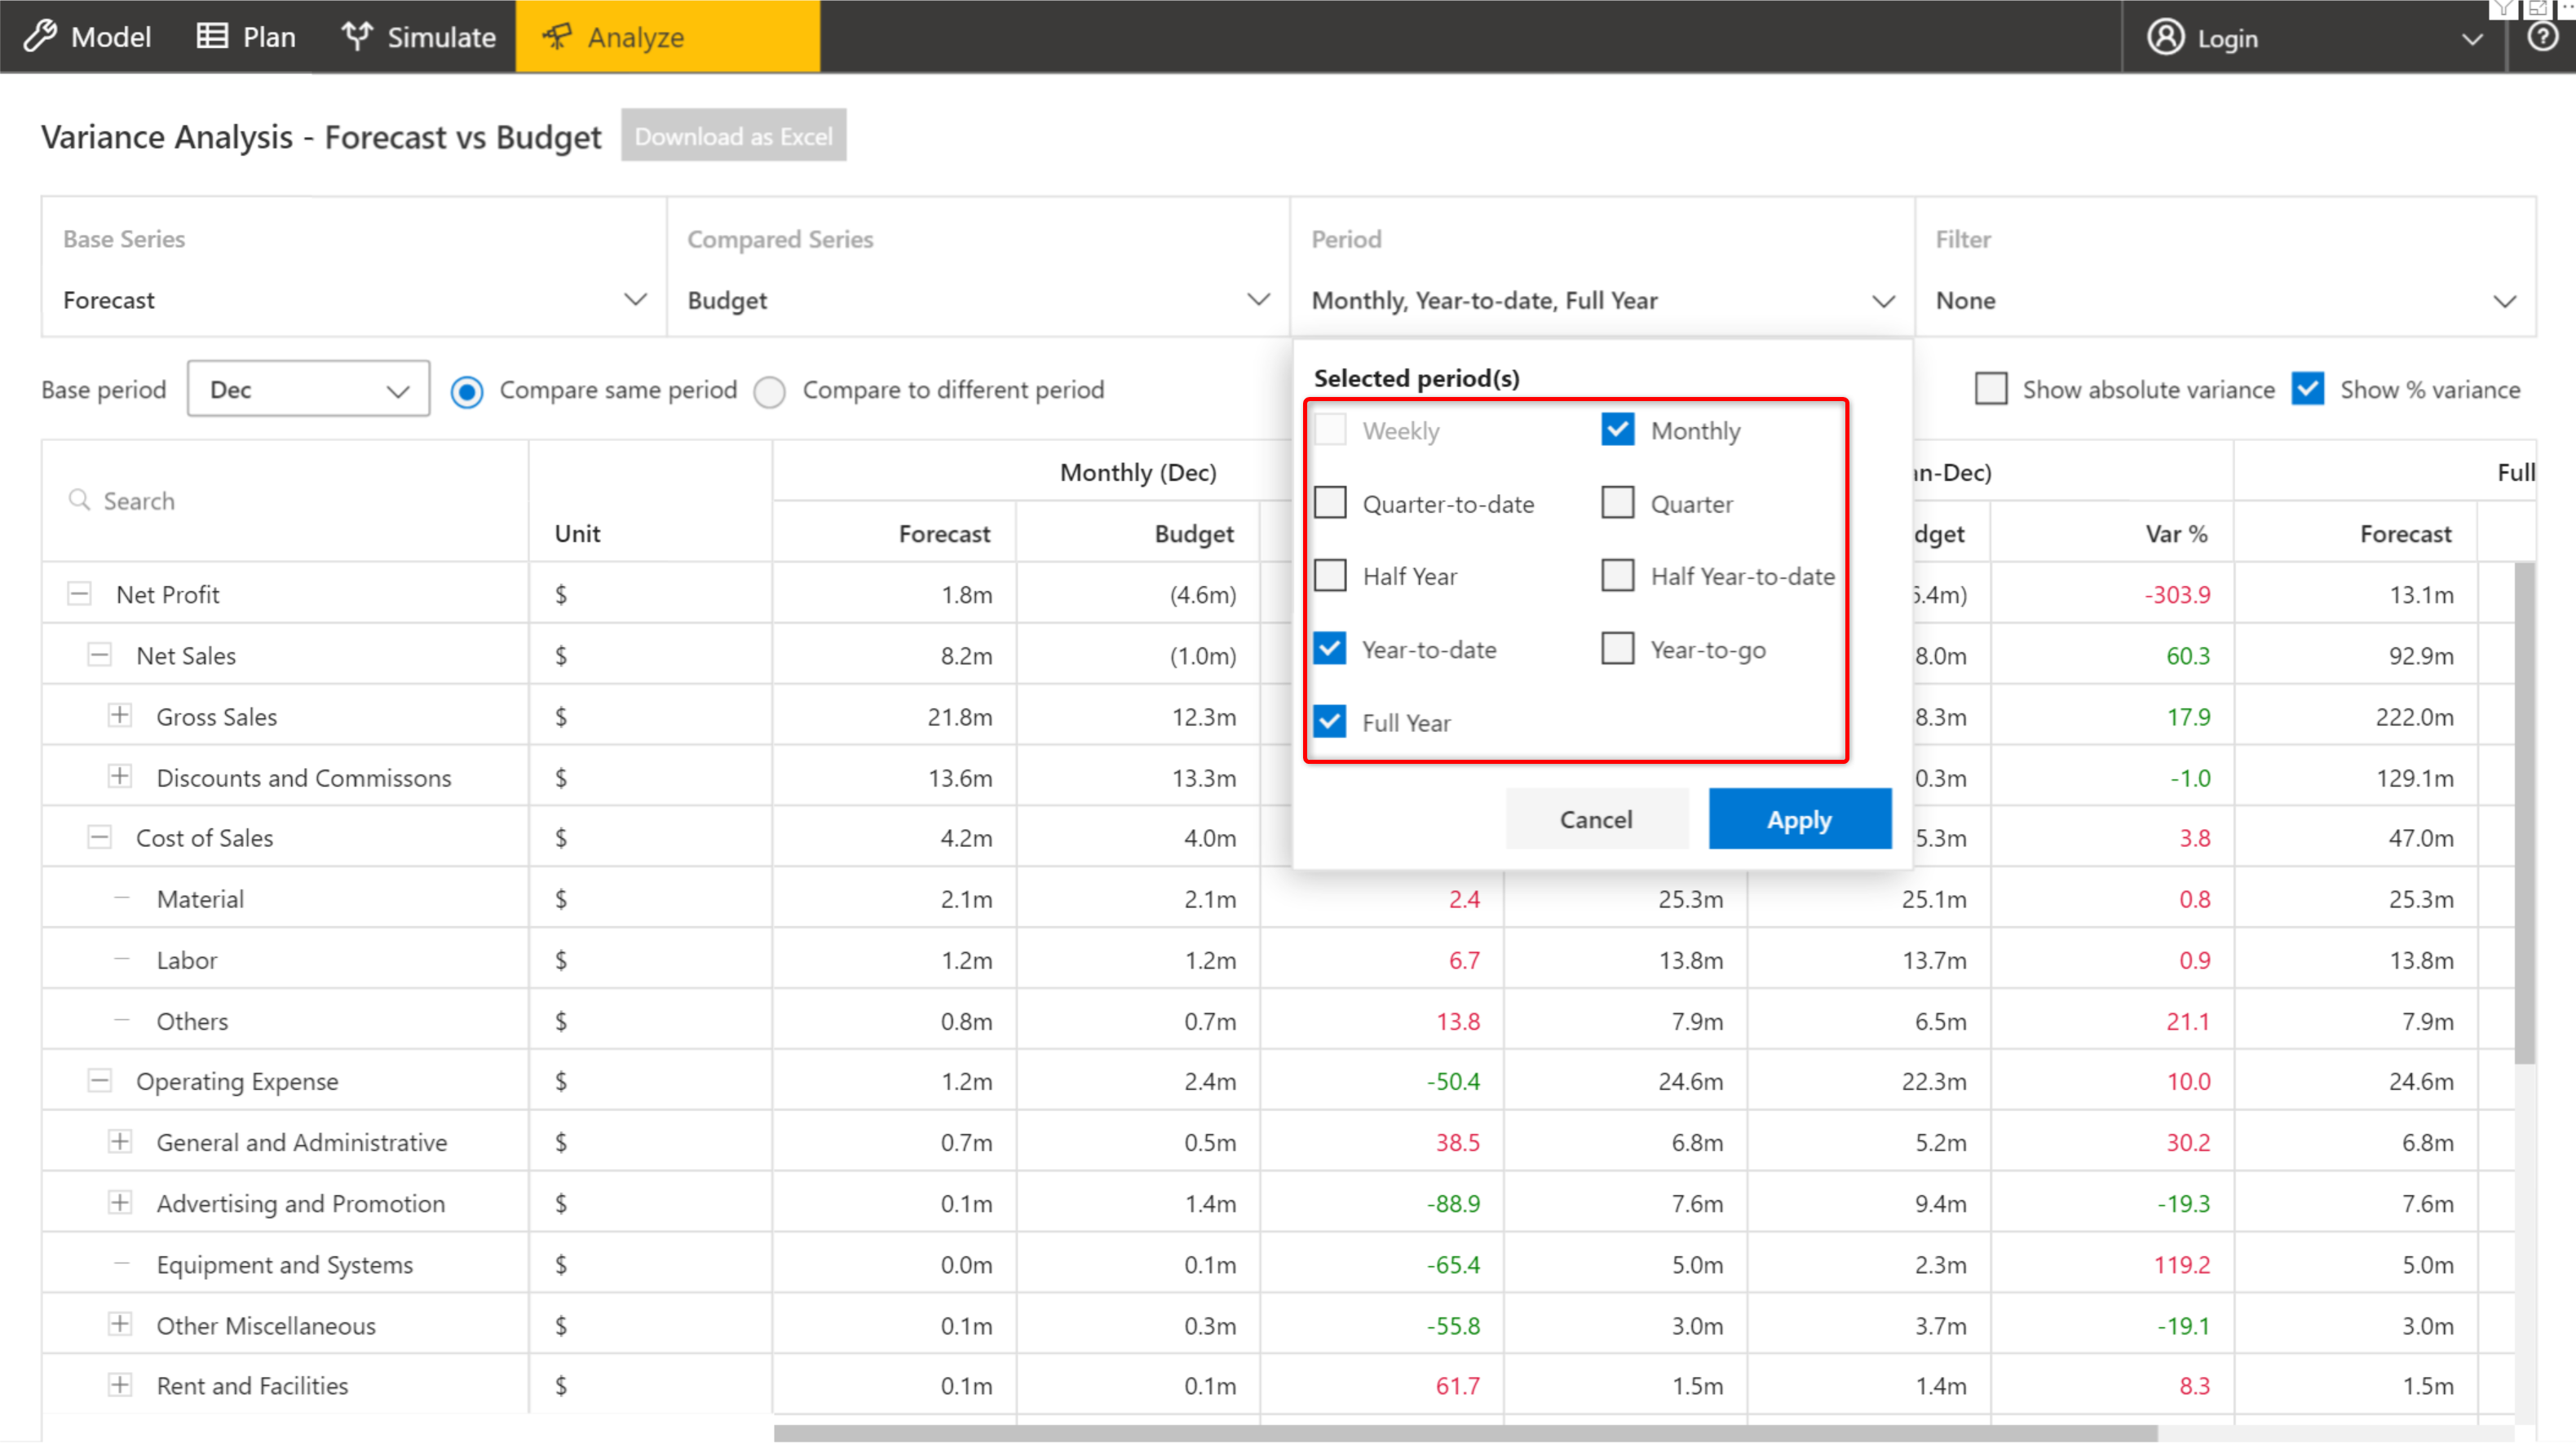 Model Plan Simulate Analyze Login
Variance Analysis - Forecast vs Budget Download as Excel
Base Series Compared Series Period Filter
Forecast Budget Monthly, Year-to-date, Full Year None
Base period Dec Compare same period Compare to different period Show absolute variance Show % variance
Selected period(s)
Weekly Monthly
Quarter-to-date Quarter
Half Year Half Year-to-date
Year-to-date Year-to-go
Full Year
Cancel Apply
Search Unit Monthly (Dec) n-Dec) Full
Forecast Budget dget Var % Forecast
Net Profit $ 1.8m (4.6m) .4m) -303.9 13.1m
Net Sales $ 8.2m (1.0m) 8.0m 60.3 92.9m
Gross Sales $ 21.8m 12.3m 8.3m 17.9 222.0m
Discounts and Commissons $ 13.6m 13.3m 0.3m -1.0 129.1m
Cost of Sales $ 4.2m 4.0m 5.3m 3.8 47.0m
Material $ 2.1m 2.1m 2.4 25.3m 25.1m 0.8 25.3m
Labor $ 1.2m 1.2m 6.7 13.8m 13.7m 0.9 13.8m
Others $ 0.8m 0.7m 13.8 7.9m 6.5m 21.1 7.9m
Operating Expense $ 1.2m 2.4m -50.4 24.6m 22.3m 10.0 24.6m
General and Administrative $ 0.7m 0.5m 38.5 6.8m 5.2m 30.2 6.8m
Advertising and Promotion $ 0.1m 1.4m -88.9 7.6m 9.4m -19.3 7.6m
Equipment and Systems $ 0.0m 0.1m -65.4 5.0m 2.3m 119.2 5.0m
Other Miscellaneous $ 0.1m 0.3m -55.8 3.0m 3.7m -19.1 3.0m
Rent and Facilities $ 0.1m 0.1m 61.7 1.5m 1.4m 8.3 1.5m